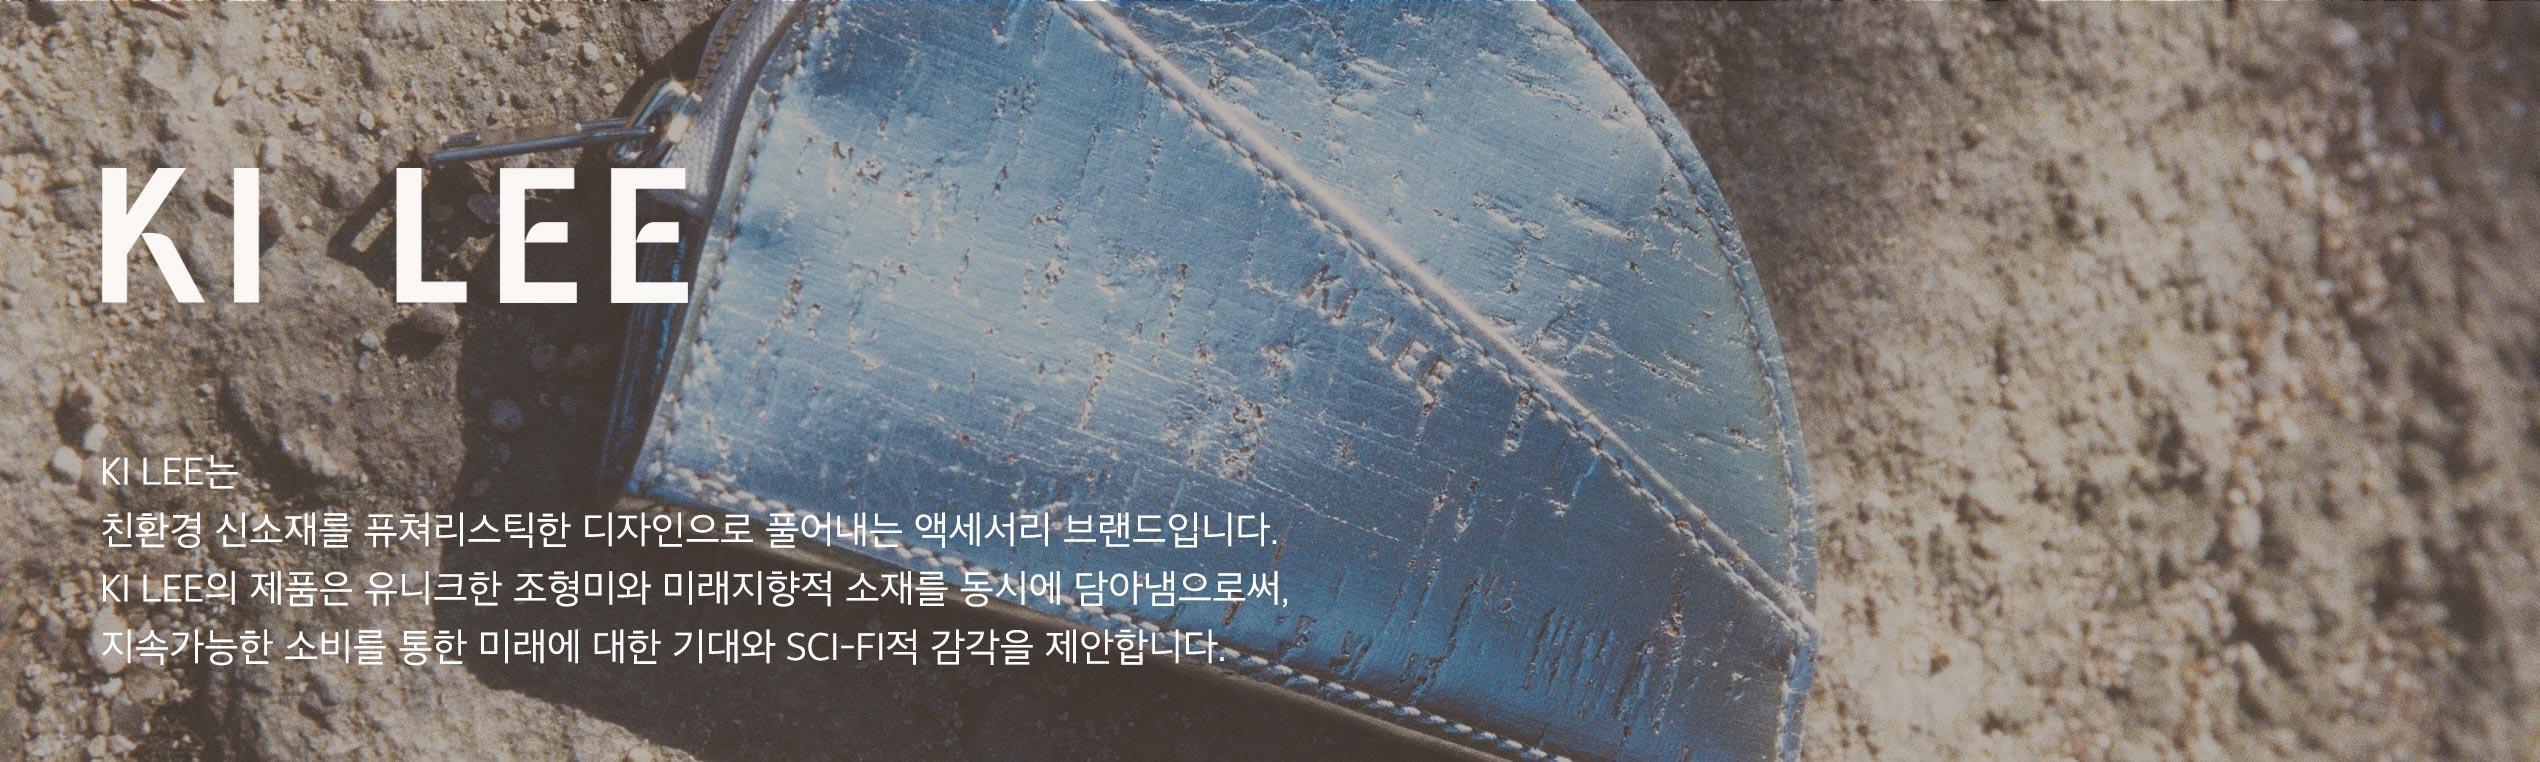 KI LEE
KI LEE
KI LEE는
친환경 신소재를 퓨쳐리스틱한 디자인으로 풀어내는 액세서리 브랜드입니다.
KI LEE의 제품은 유니크한 조형미와 미래지향적 소재를 동시에 담아냄으로써,
지속가능한 소비를 통한 미래에 대한 기대와 SCI-FI적 감각을 제안합니다.